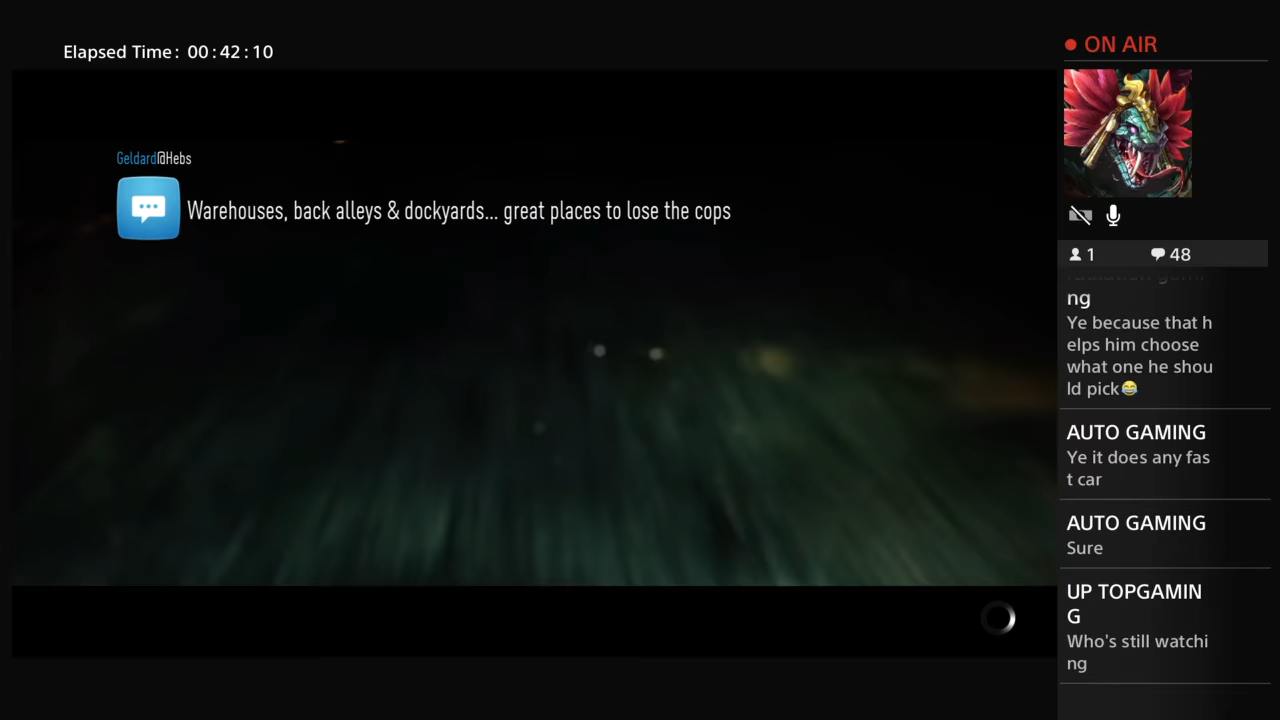 Elapsed Time: 00:42:10
ON AIR
Geldard@Hebs
Warehouses, back alleys & dockyards... great places to lose the cops
1
48
ng
Ye because that h
elps him choose
what one he shou
ld pick😂
AUTO GAMING
Ye it does any fas
t car
AUTO GAMING
Sure
UP TOPGAMIN
G
Who's still watchi
ng